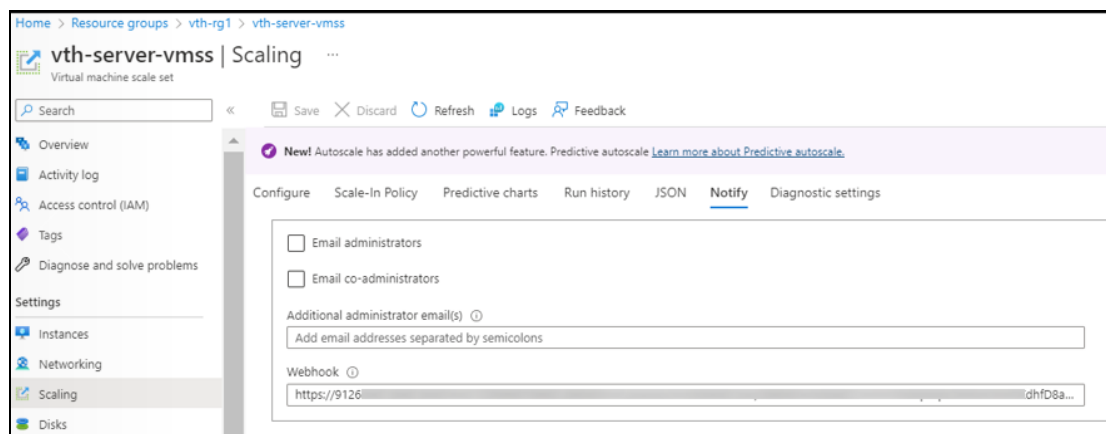 Home > Resource groups > vth-rg1 > vth-server-vmss
vth-server-vmss | Scaling ...
Virtual machine scale set
Search
«
Save Discard Refresh Logs Feedback
Overview
Activity log
Access control (IAM)
Tags
Diagnose and solve problems
Settings
Instances
Networking
Scaling
Disks
New! Autoscale has added another powerful feature. Predictive autoscale Learn more about Predictive autoscale.
Configure Scale-In Policy Predictive charts Run history JSON Notify Diagnostic settings
Email administrators
Email co-administrators
Additional administrator email(s)
Add email addresses separated by semicolons
Webhook
https://9126 dhfD8a...